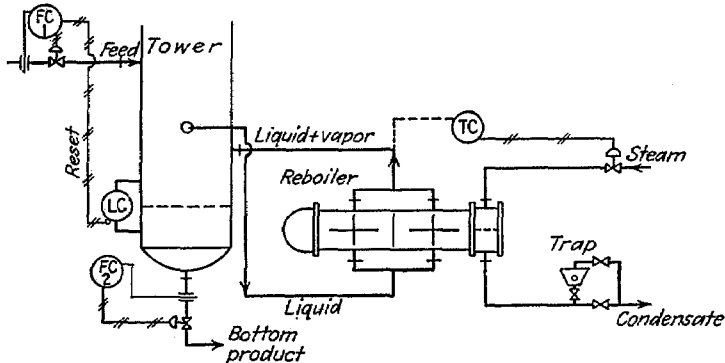 FC
1
Feed
Tower
Reset
LC
FC
2
Liquid+vapor
TC
Steam
Reboiler
Trap
Liquid
Condensate
Bottom
product